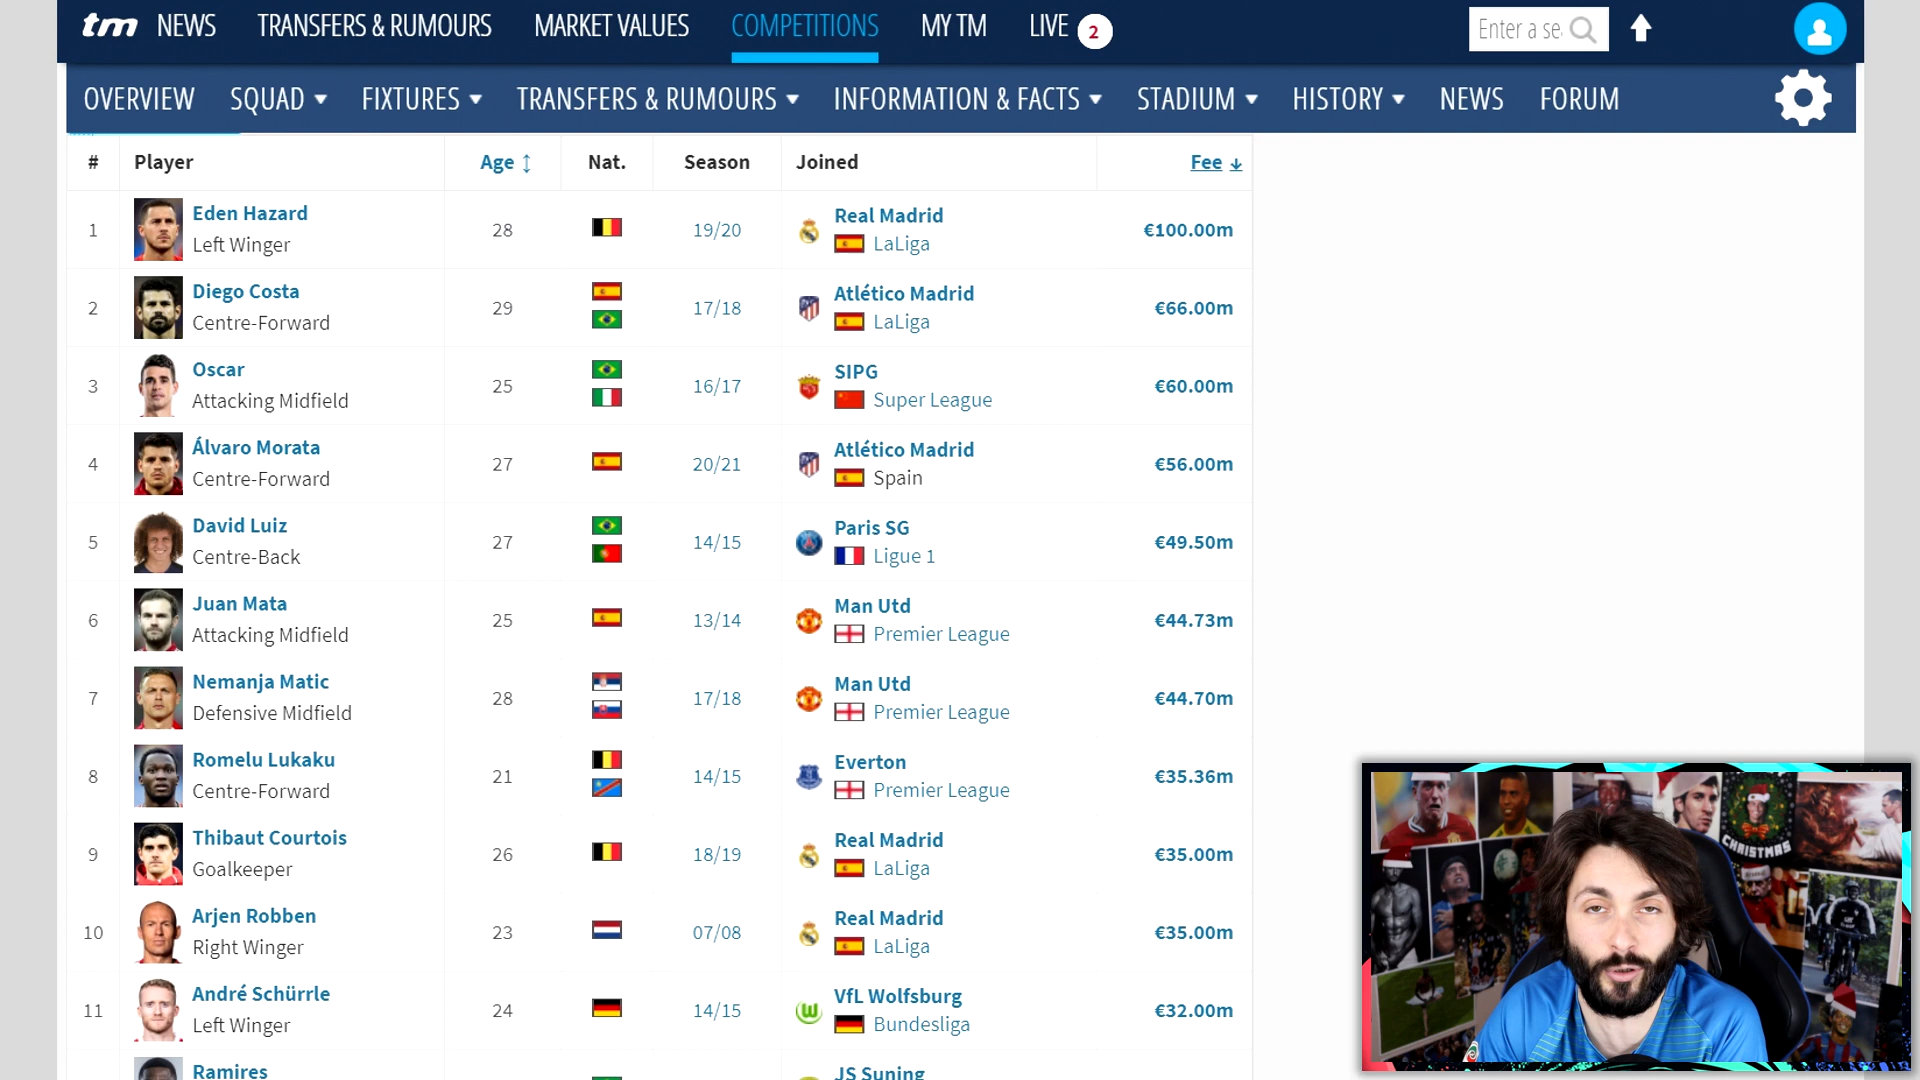 tm NEWS TRANSFERS & RUMOURS MARKET VALUES COMPETITIONS MY TM LIVE 2 Enter a se
OVERVIEW SQUAD FIXTURES TRANSFERS & RUMOURS INFORMATION & FACTS STADIUM HISTORY NEWS FORUM
# Player Age Nat. Season Joined Fee
1 Eden Hazard 28 19/20 Real Madrid €100.00m
Left Winger LaLiga
2 Diego Costa 29 17/18 Atlético Madrid €66.00m
Centre-Forward LaLiga
3 Oscar 25 16/17 SIPG €60.00m
Attacking Midfield Super League
4 Álvaro Morata 27 20/21 Atlético Madrid €56.00m
Centre-Forward Spain
5 David Luiz 27 14/15 Paris SG €49.50m
Centre-Back Ligue 1
6 Juan Mata 25 13/14 Man Utd €44.73m
Attacking Midfield Premier League
7 Nemanja Matic 28 17/18 Man Utd €44.70m
Defensive Midfield Premier League
8 Romelu Lukaku 21 14/15 Everton €35.36m
Centre-Forward Premier League
9 Thibaut Courtois 26 18/19 Real Madrid €35.00m
Goalkeeper LaLiga
10 Arjen Robben 23 07/08 Real Madrid €35.00m
Right Winger LaLiga
11 André Schürrle 24 14/15 VfL Wolfsburg €32.00m
Left Winger Bundesliga
Ramires JS Suning
CHRISTMAS